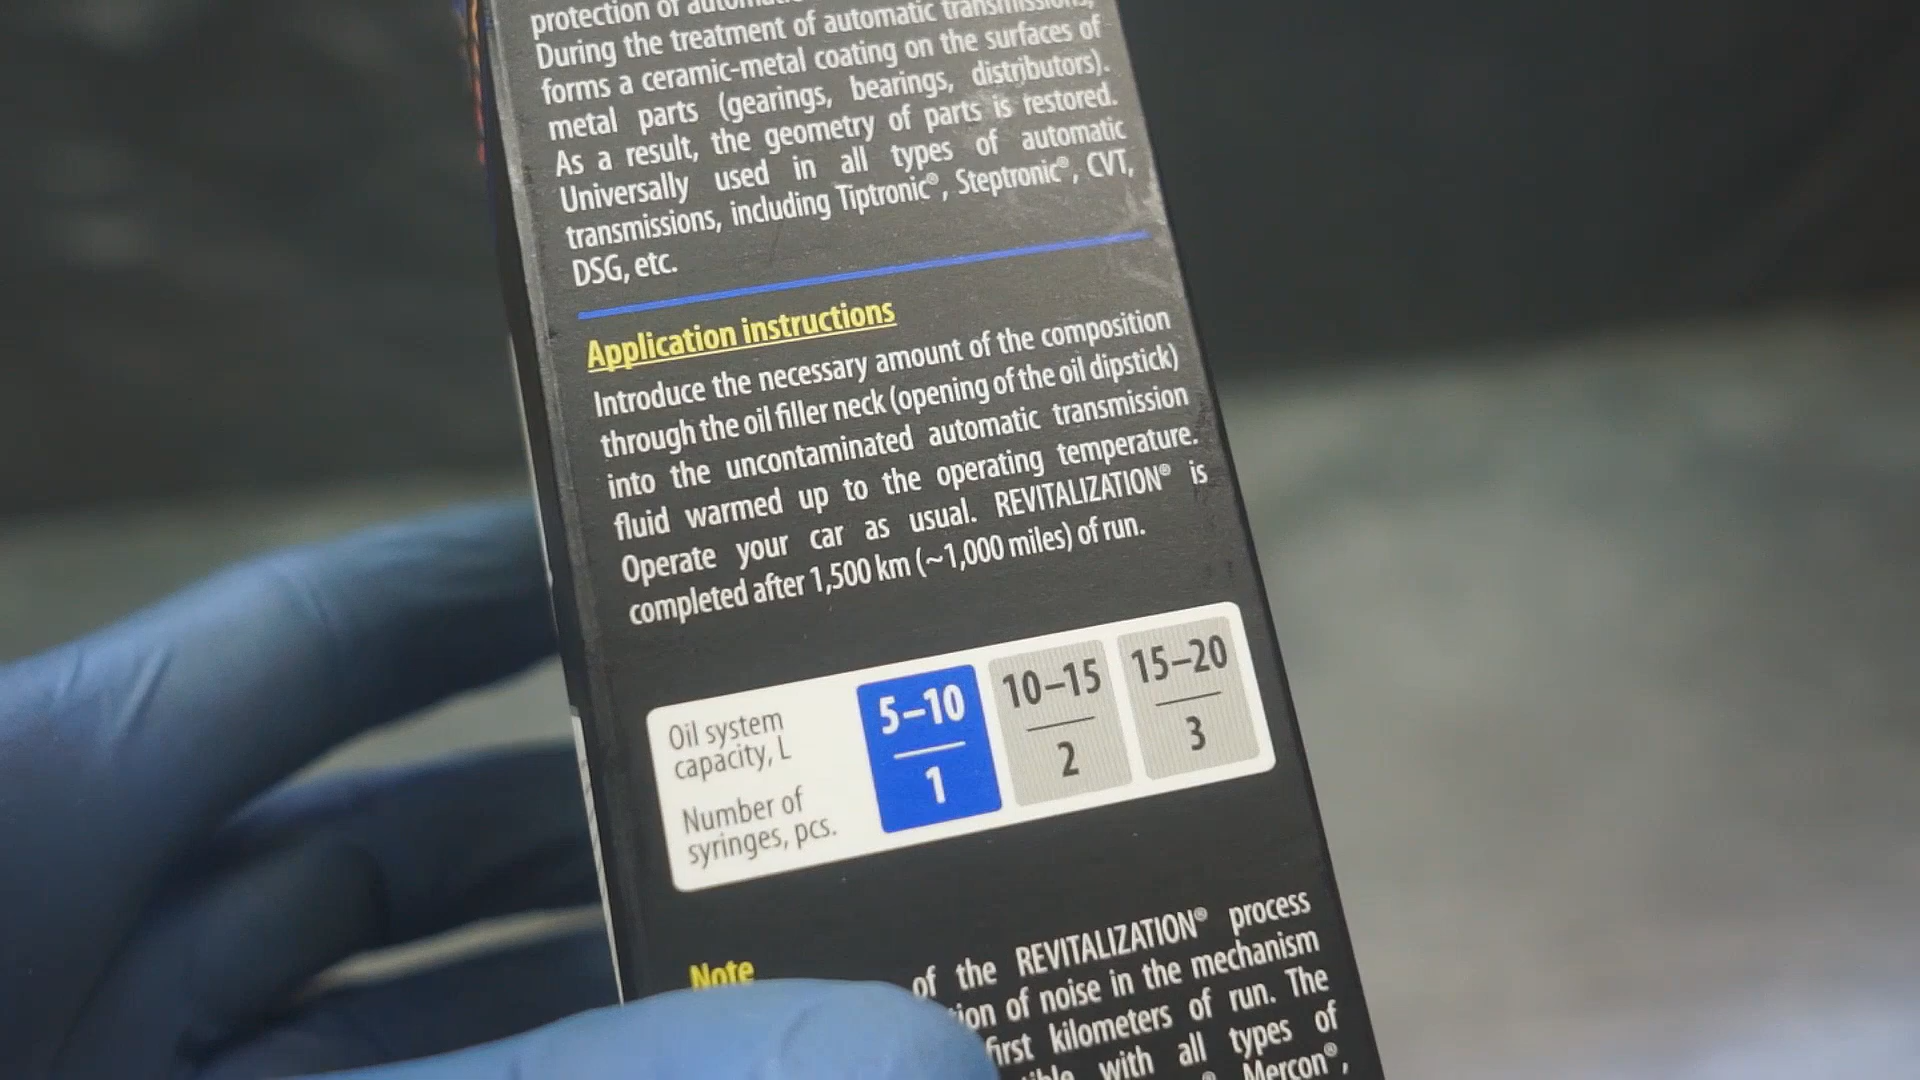 protection of
During the treatment of automatic transmissions,
forms a ceramic-metal coating on the surfaces of
metal parts (gearings, bearings, distributors).
As a result, the geometry of parts is restored.
Universally used in all types of automatic
transmissions, including Tiptronic®, Steptronic®, CVT,
DSG, etc.
Application instructions
Introduce the necessary amount of the composition
through the oil filler neck (opening of the oil dipstick)
into the uncontaminated automatic transmission
fluid warmed up to the operating temperature.
Operate your car as usual. REVITALIZATION® is
completed after 1,500 km (~1,000 miles) of run.
Oil system
capacity, L
5–10
10–15
15–20
Number of
syringes, pcs.
1
2
3
Note
of the REVITALIZATION® process
of noise in the mechanism
first kilometers of run. The
with all types of
Mercon®,